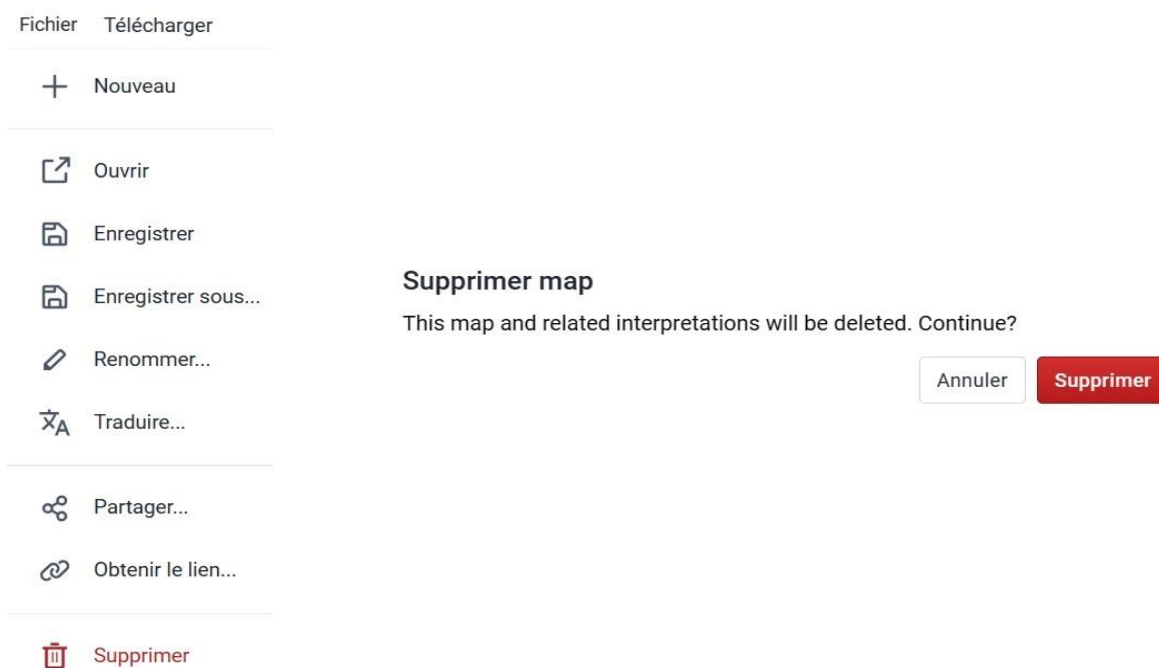 Fichier Télécharger
Nouveau
Ouvrir
Enregistrer
Enregistrer sous...
Renommer...
Traduire...
Partager...
Obtenir le lien...
Supprimer
Supprimer map
This map and related interpretations will be deleted. Continue?
Annuler Supprimer